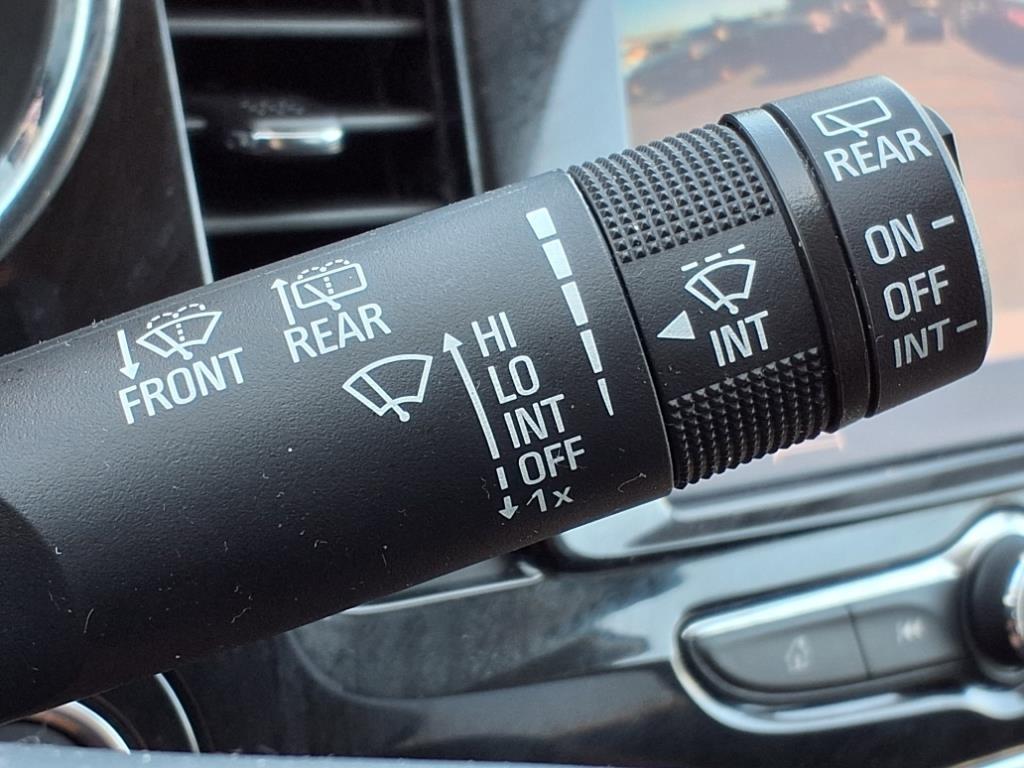 FRONT
REAR
HI
LO
INT
OFF
1x
INT
REAR
ON
OFF
INT